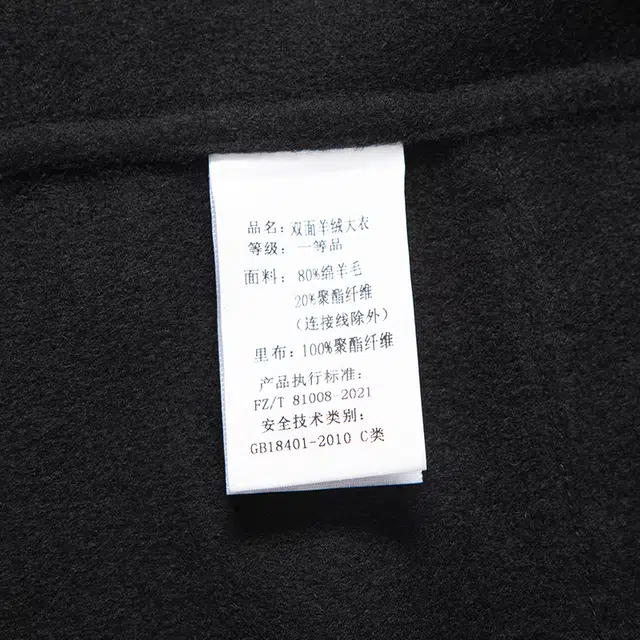 品名：双面羊绒大衣
等级：一等品
面料：80%绵羊毛
20%聚酯纤维
（连接线除外）
里布：100%聚酯纤维
产品执行标准：
FZ/T 81008-2021
安全技术类别：
GB18401-2010 C类